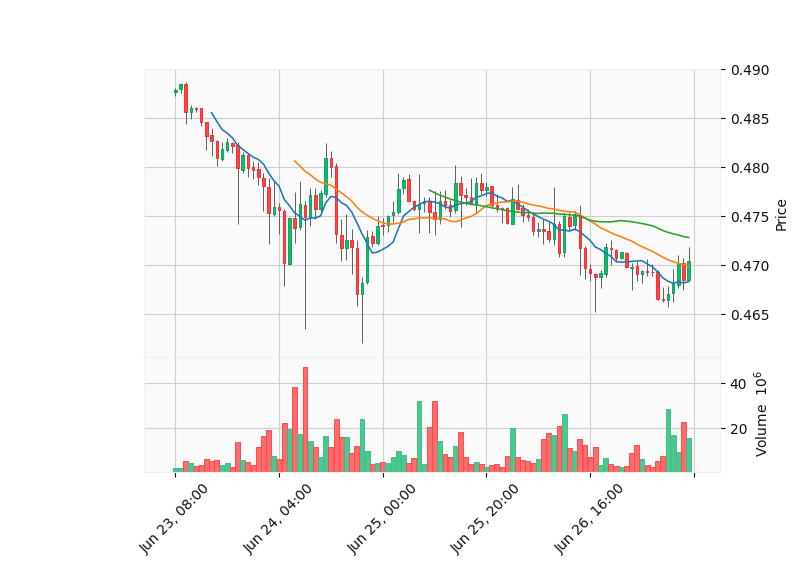 0.490
0.485
0.480
0.475
0.470
0.465
Price
40
20
Volume 10^6
Jun 23, 08:00
Jun 24, 04:00
Jun 25, 00:00
Jun 25, 20:00
Jun 26, 16:00